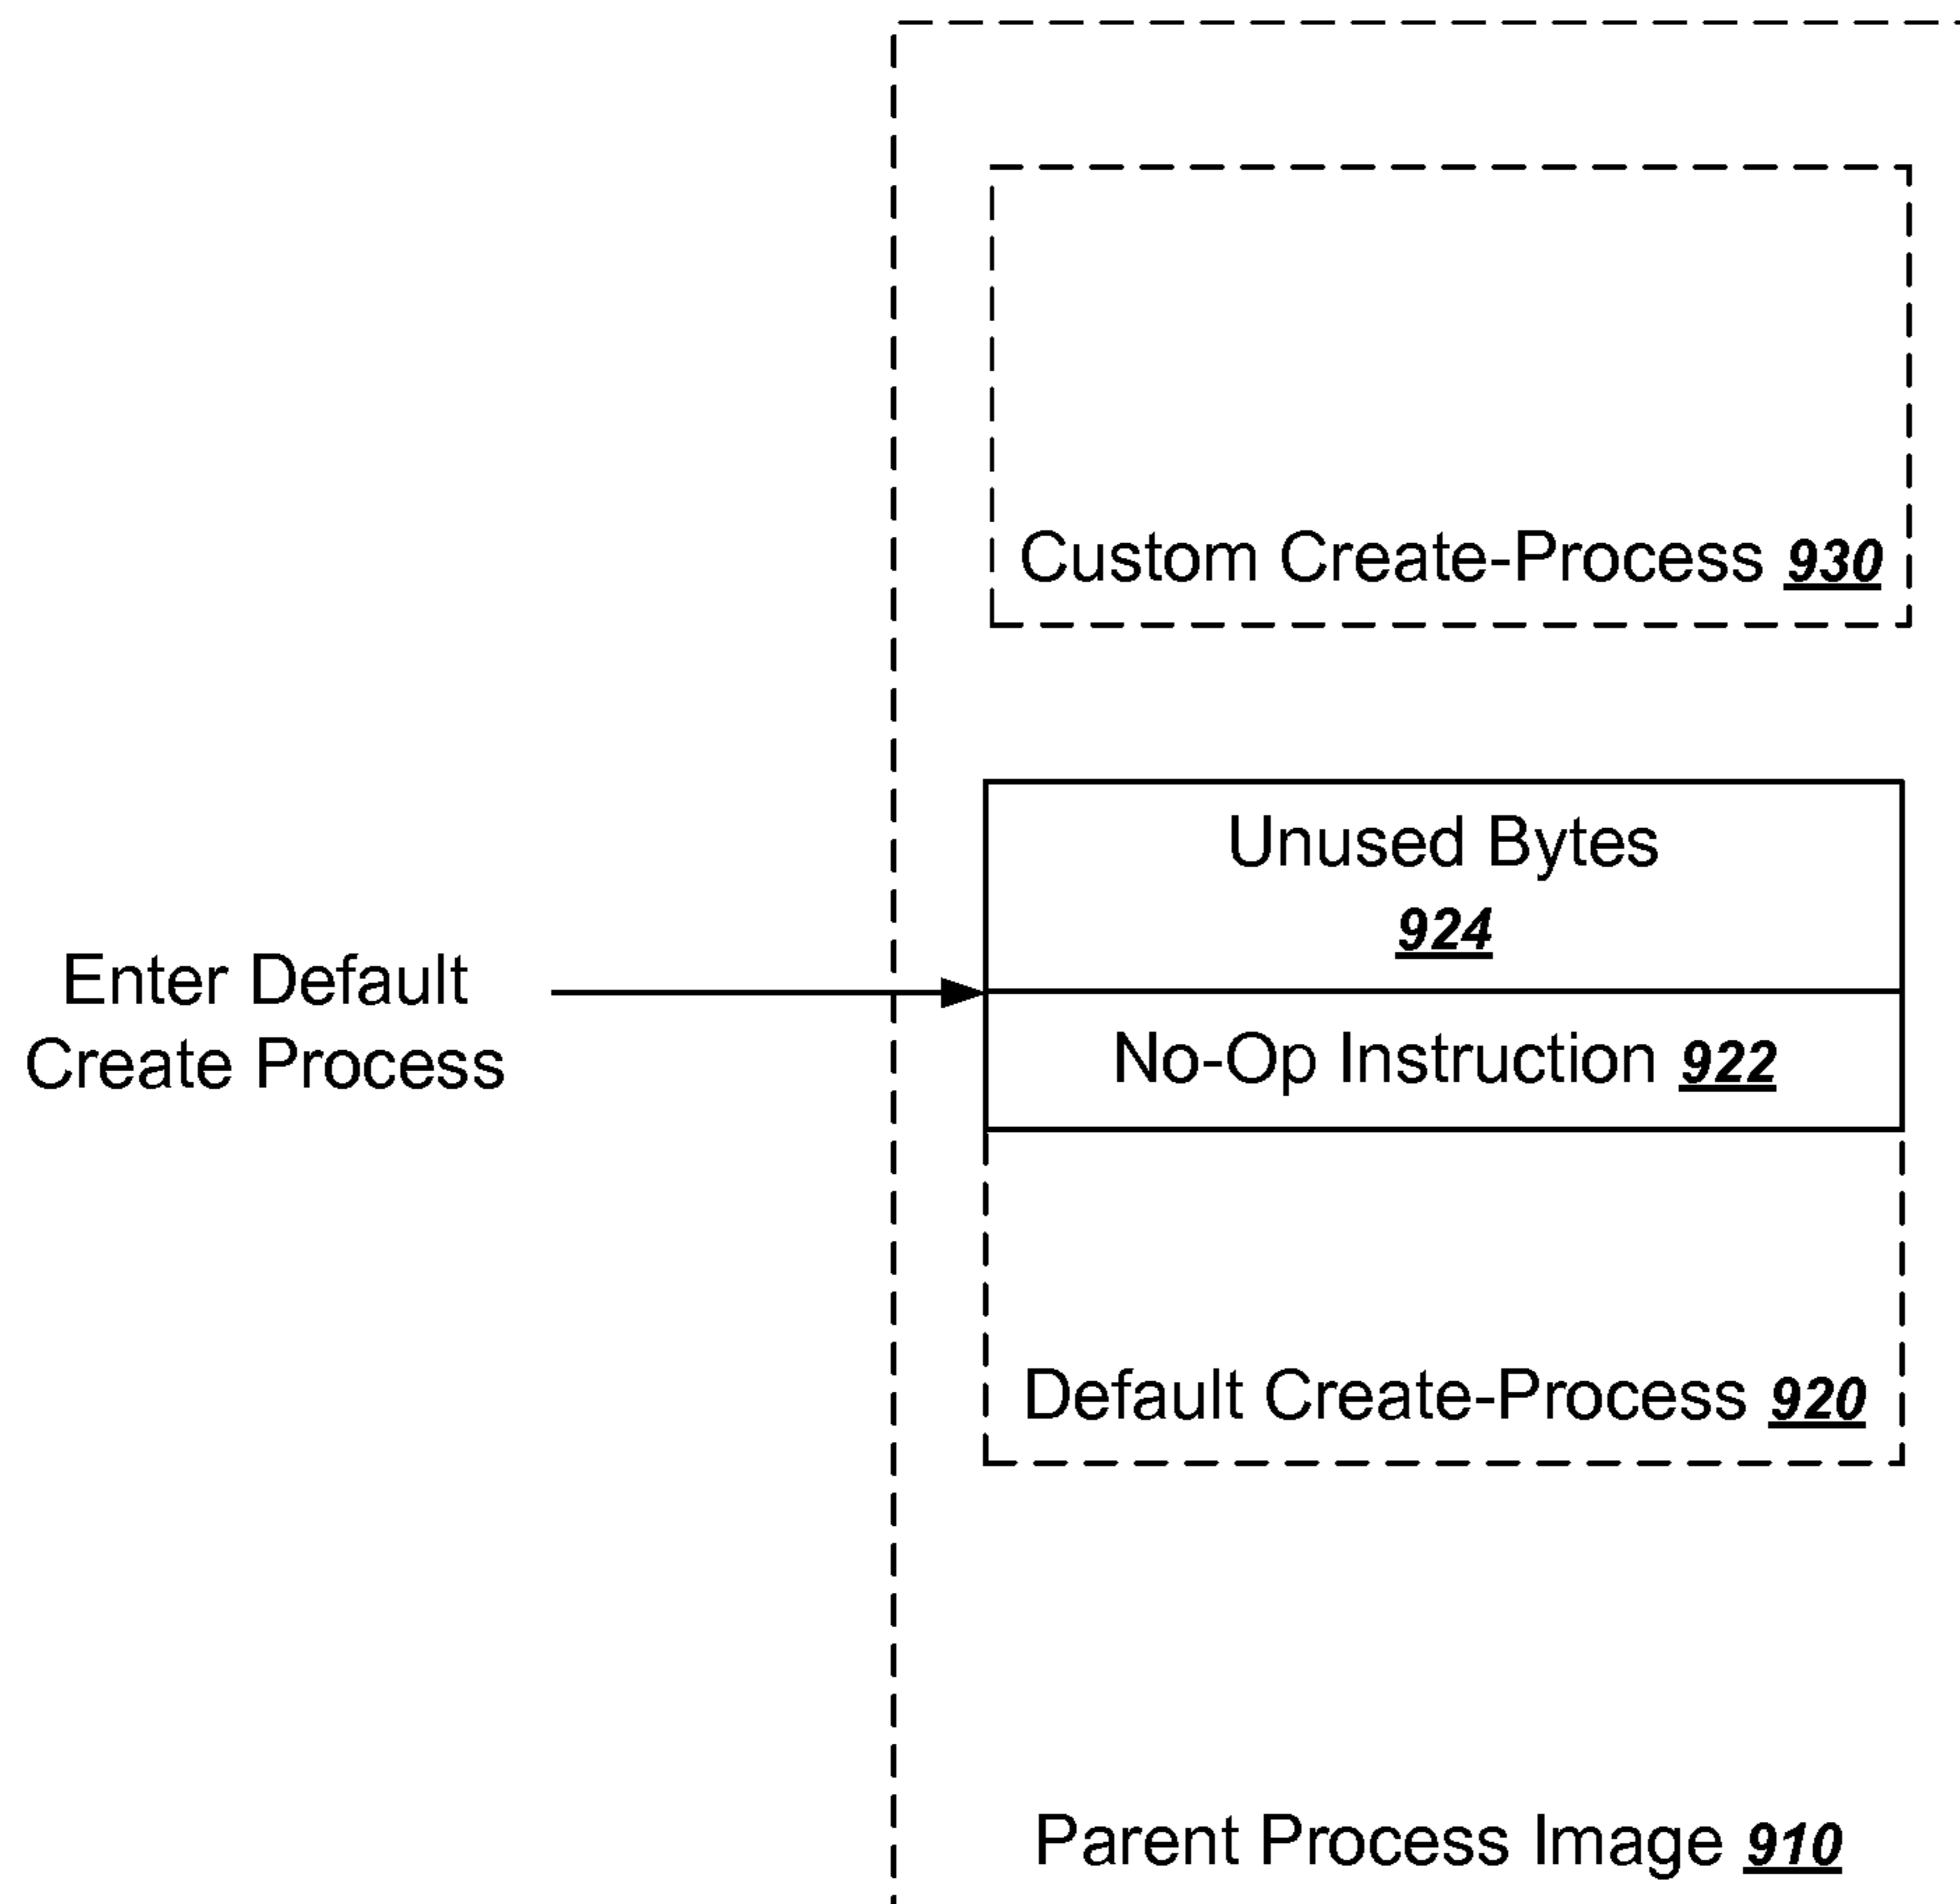 Custom Create-Process 930
Unused Bytes
924
Enter Default
Create Process
No-Op Instruction 922
Default Create-Process 920
Parent Process Image 910